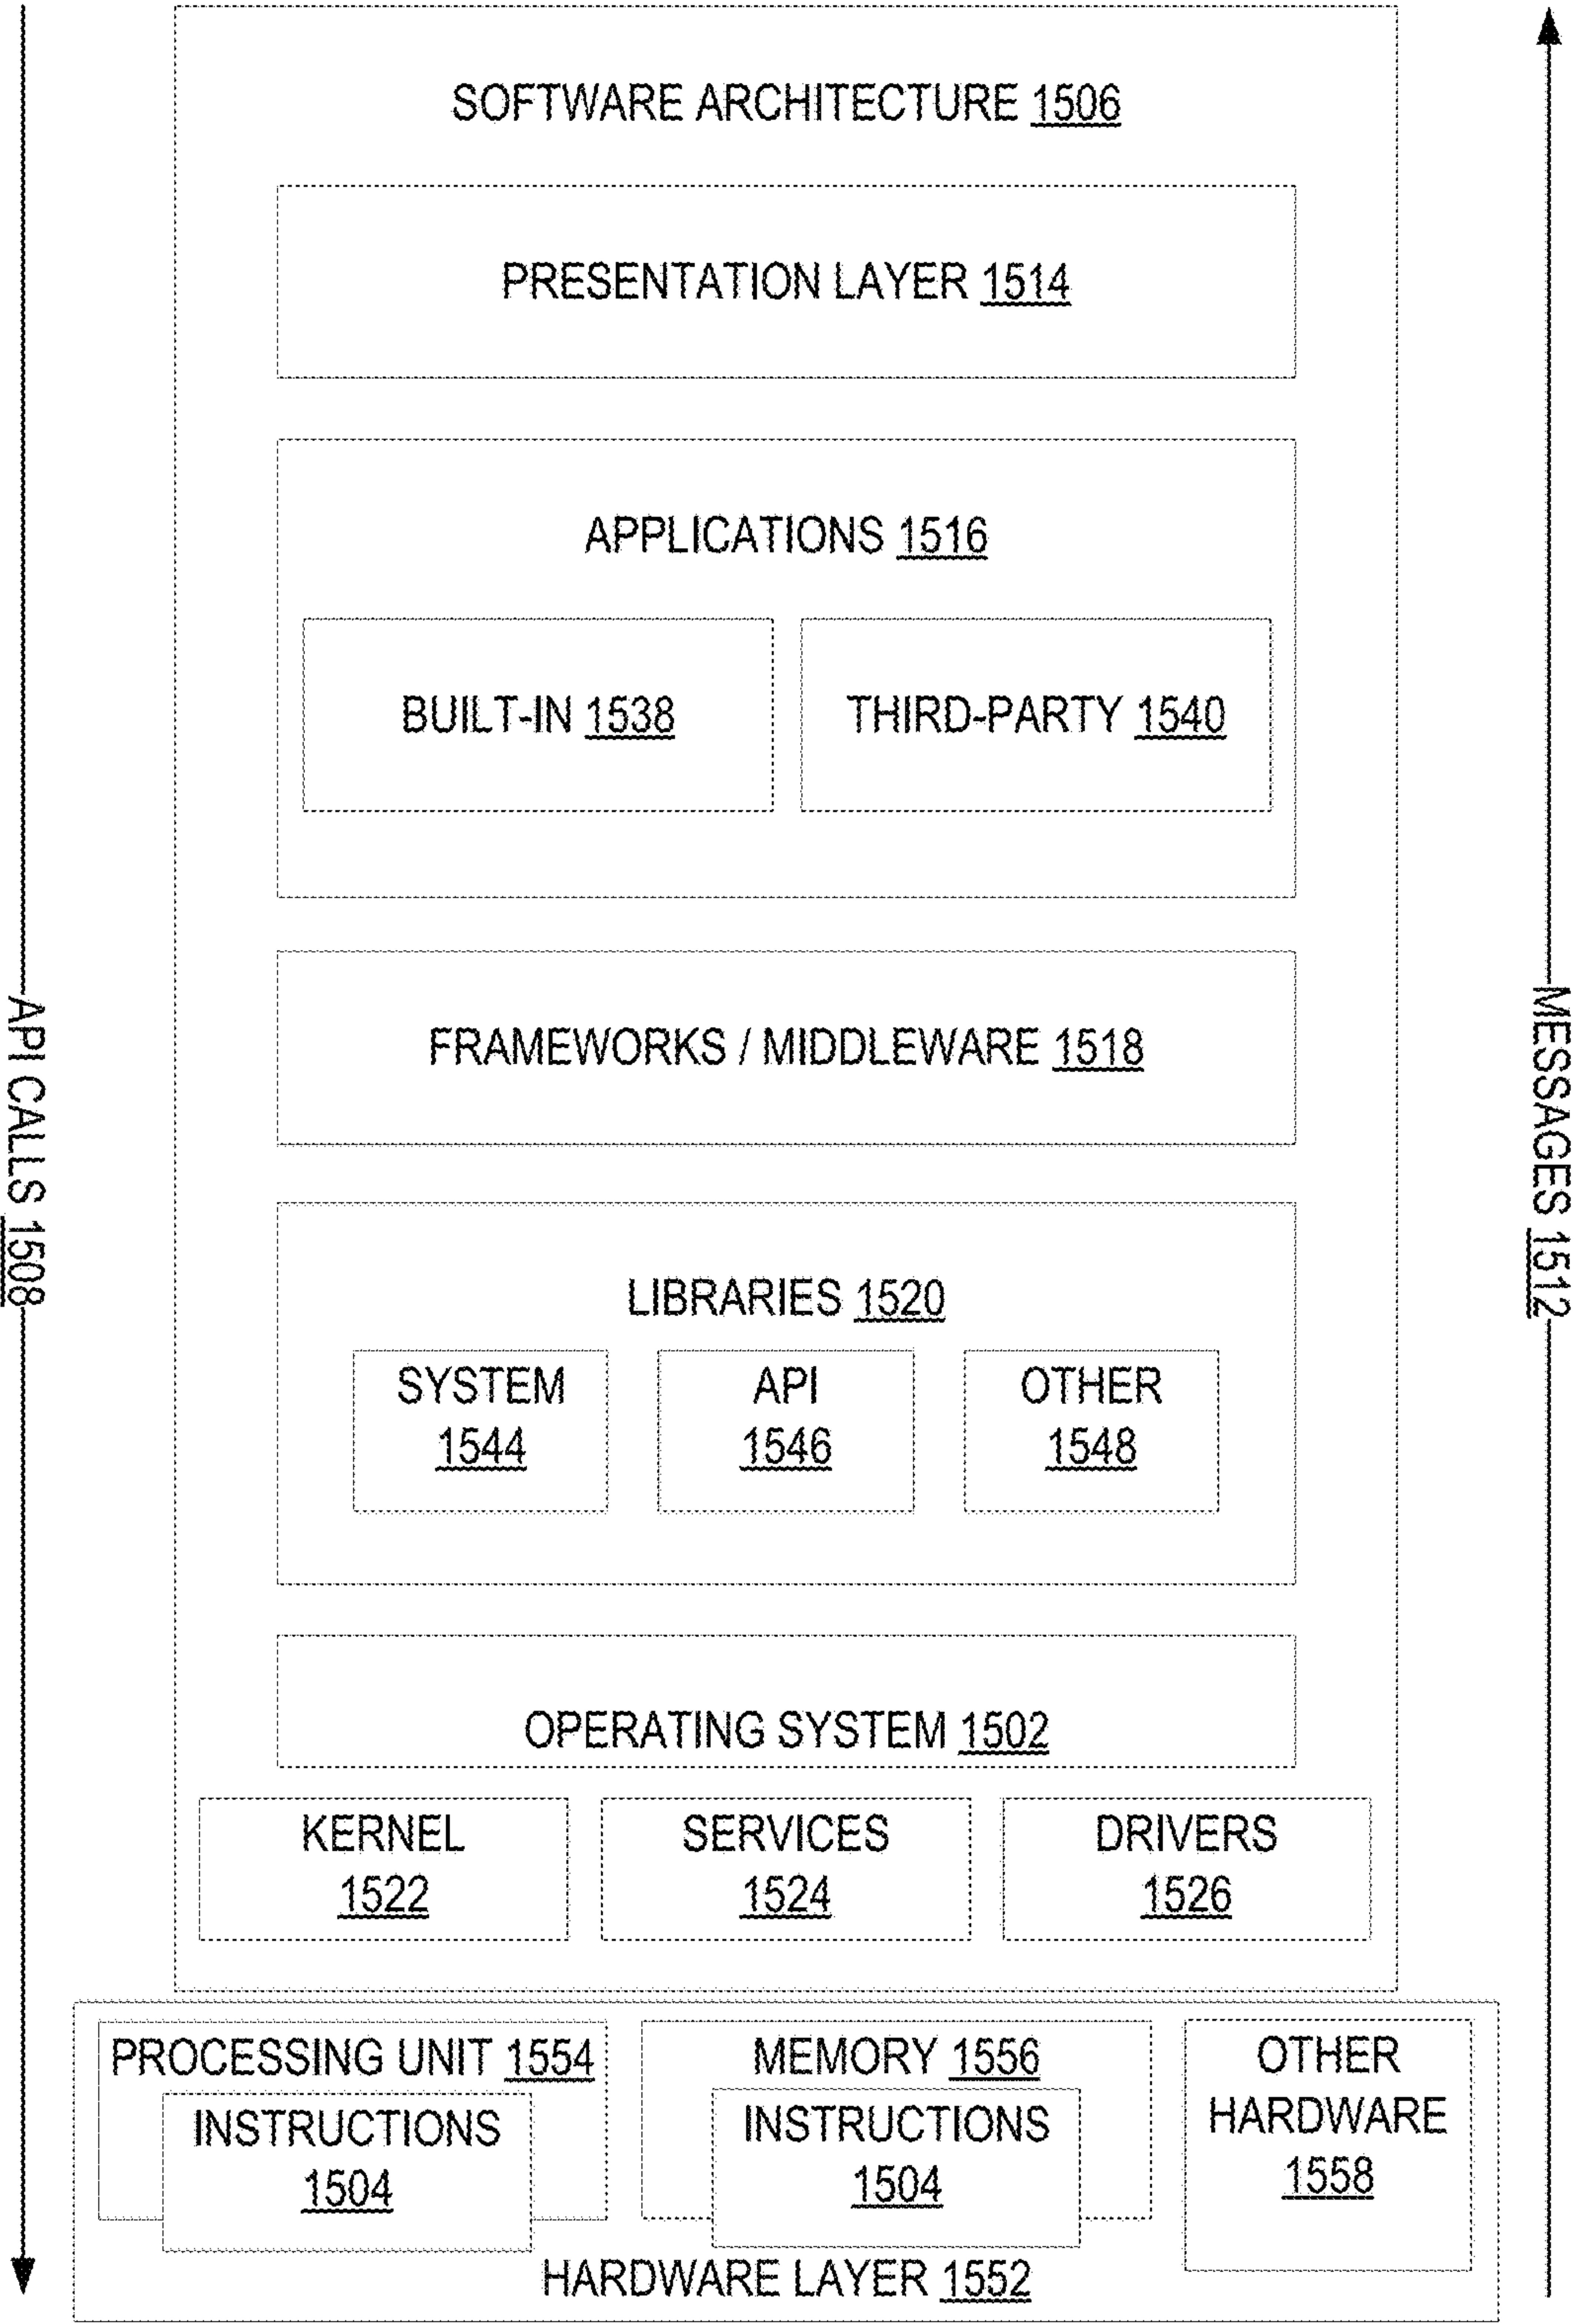 SOFTWARE ARCHITECTURE 1506
PRESENTATION LAYER 1514
APPLICATIONS 1516
BUILT-IN 1538
THIRD-PARTY 1540
FRAMEWORKS / MIDDLEWARE 1518
LIBRARIES 1520
SYSTEM
1544
API
1546
OTHER
1548
OPERATING SYSTEM 1502
KERNEL
1522
SERVICES
1524
DRIVERS
1526
PROCESSING UNIT 1554
INSTRUCTIONS
1504
MEMORY 1556
INSTRUCTIONS
1504
OTHER
HARDWARE
1558
HARDWARE LAYER 1552
API CALLS 1508
MESSAGES 1512